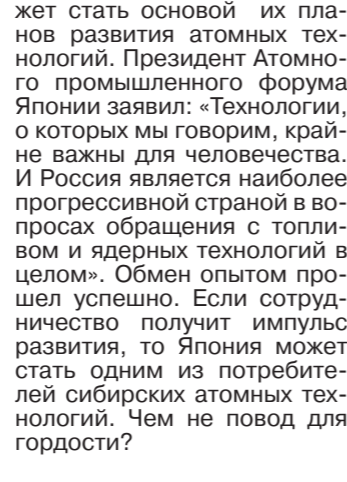 жет стать основой их пла-
нов развития атомных тех-
нологий. Президент Атомно-
го промышленного форума
Японии заявил: «Технологии,
о которых мы говорим, край-
не важны для человечества.
И Россия является наиболее
прогрессивной страной в во-
просах обращения с топли-
вом и ядерных технологий в
целом». Обмен опытом про-
шел успешно. Если сотруд-
ничество получит импульс
развития, то Япония может
стать одним из потребите-
лей сибирских атомных тех-
нологий. Чем не повод для
гордости?